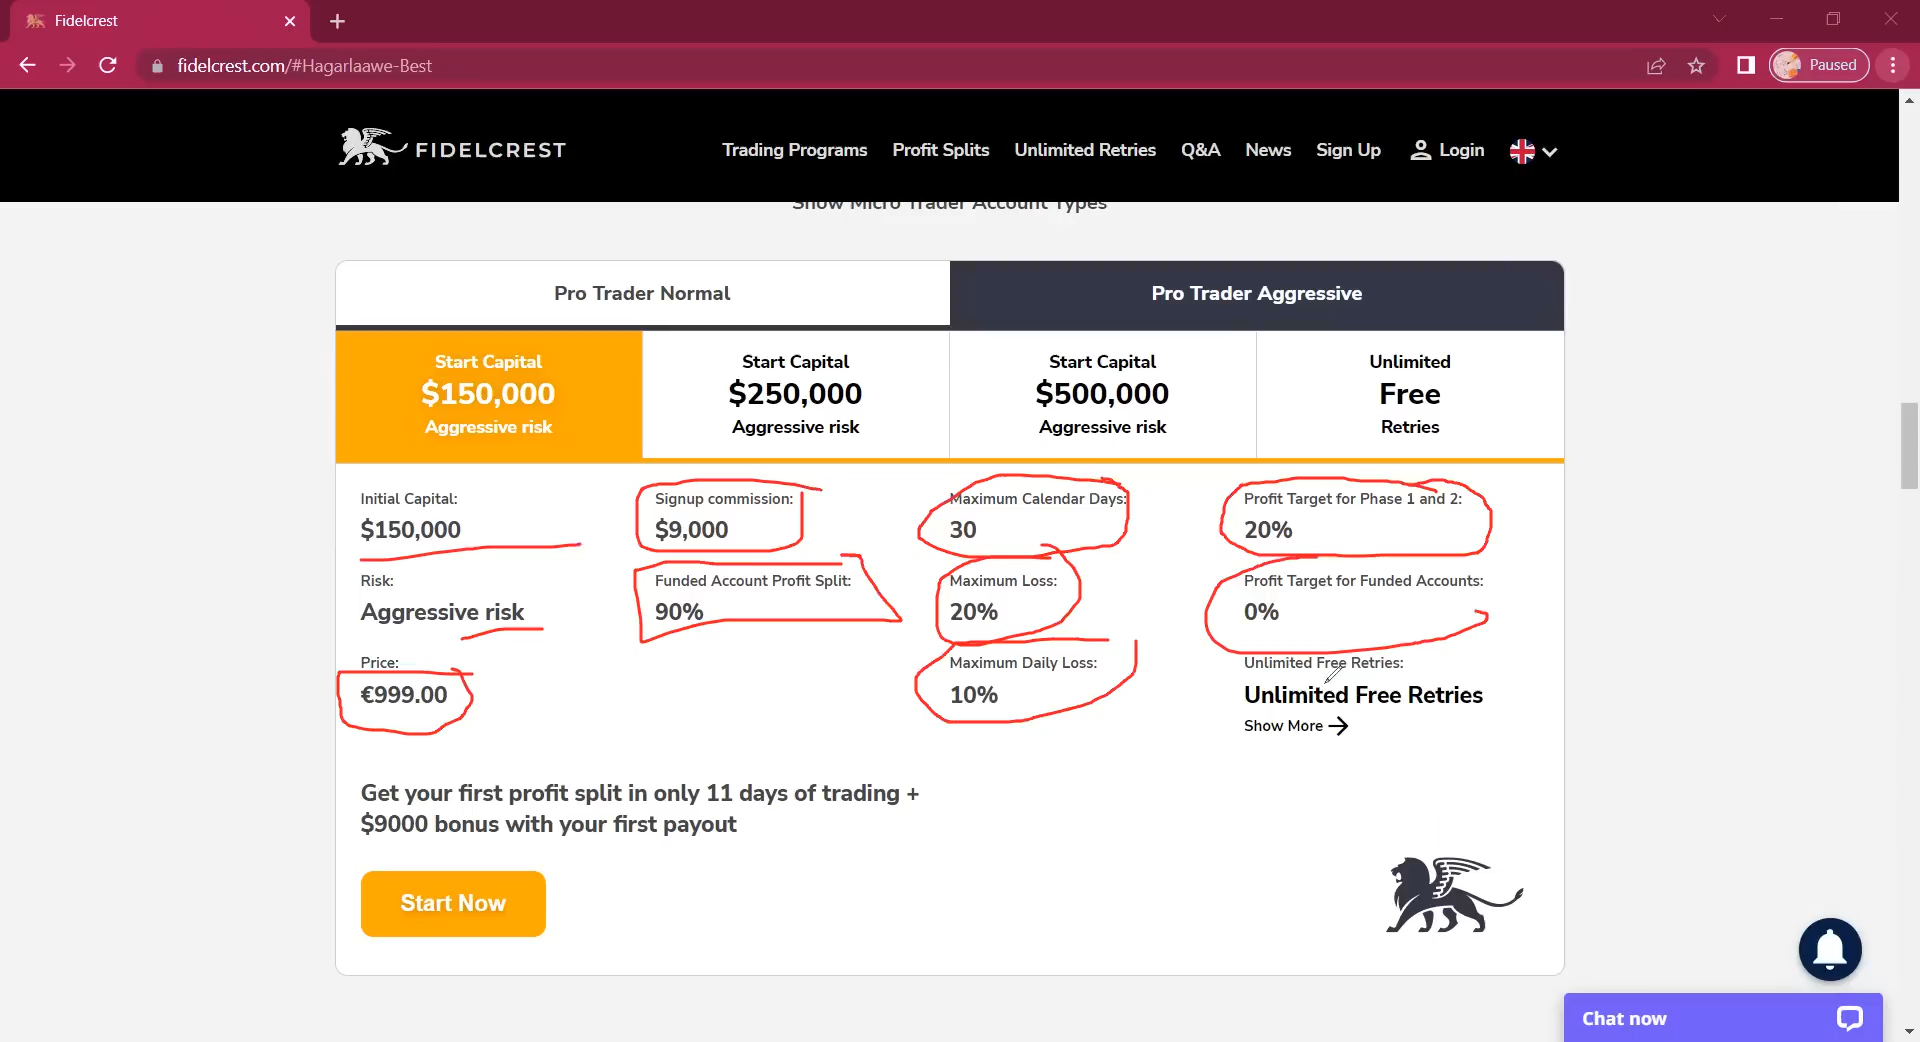 Fidelcrest
fidelcrest.com/#Hagarlaawe-Best
Paused
FIDELCREST
Trading Programs
Profit Splits
Unlimited Retries
Q&A
News
Sign Up
Login
Show Micro Trader Account Types
Pro Trader Normal
Pro Trader Aggressive
Start Capital
$150,000
Aggressive risk
Start Capital
$250,000
Aggressive risk
Start Capital
$500,000
Aggressive risk
Unlimited
Free
Retries
Initial Capital:
$150,000
Risk:
Aggressive risk
Price:
€999.00
Signup commission:
$9,000
Funded Account Profit Split:
90%
Maximum Calendar Days:
30
Maximum Loss:
20%
Maximum Daily Loss:
10%
Profit Target for Phase 1 and 2:
20%
Profit Target for Funded Accounts:
0%
Unlimited Free Retries:
Unlimited Free Retries
Show More
Get your first profit split in only 11 days of trading +
$9000 bonus with your first payout
Start Now
Chat now